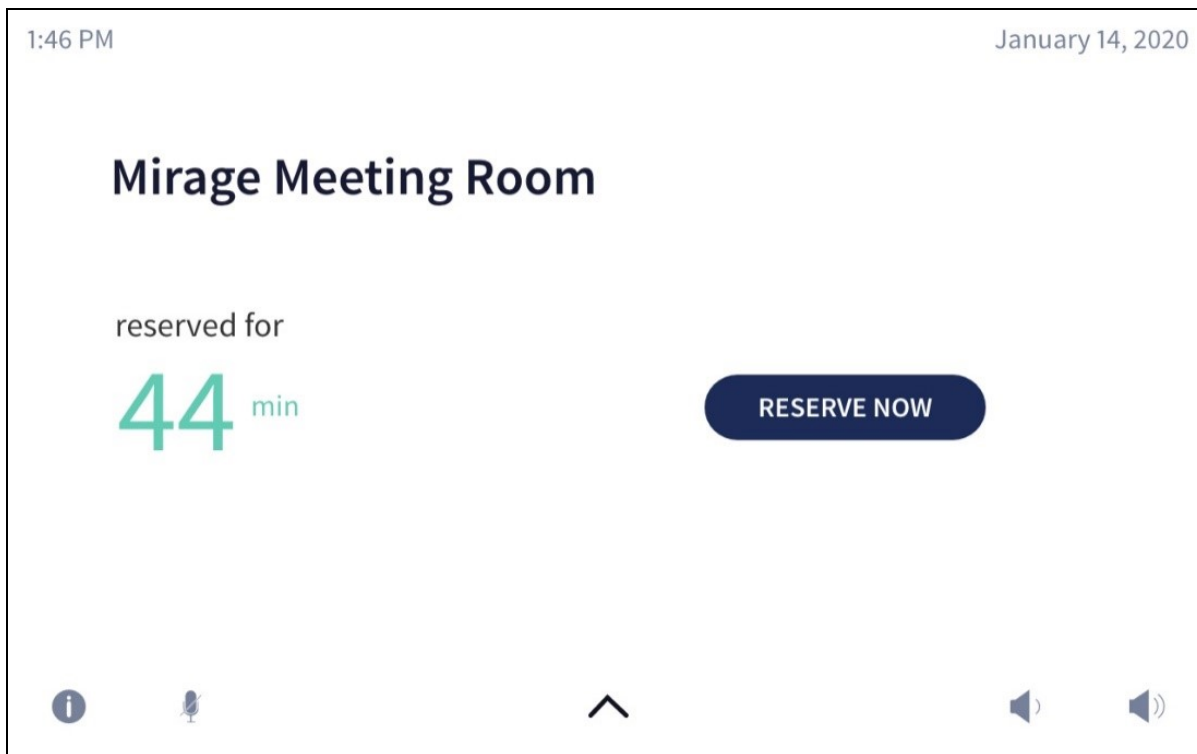 1:46 PM
January 14, 2020
Mirage Meeting Room
reserved for
44 min
RESERVE NOW